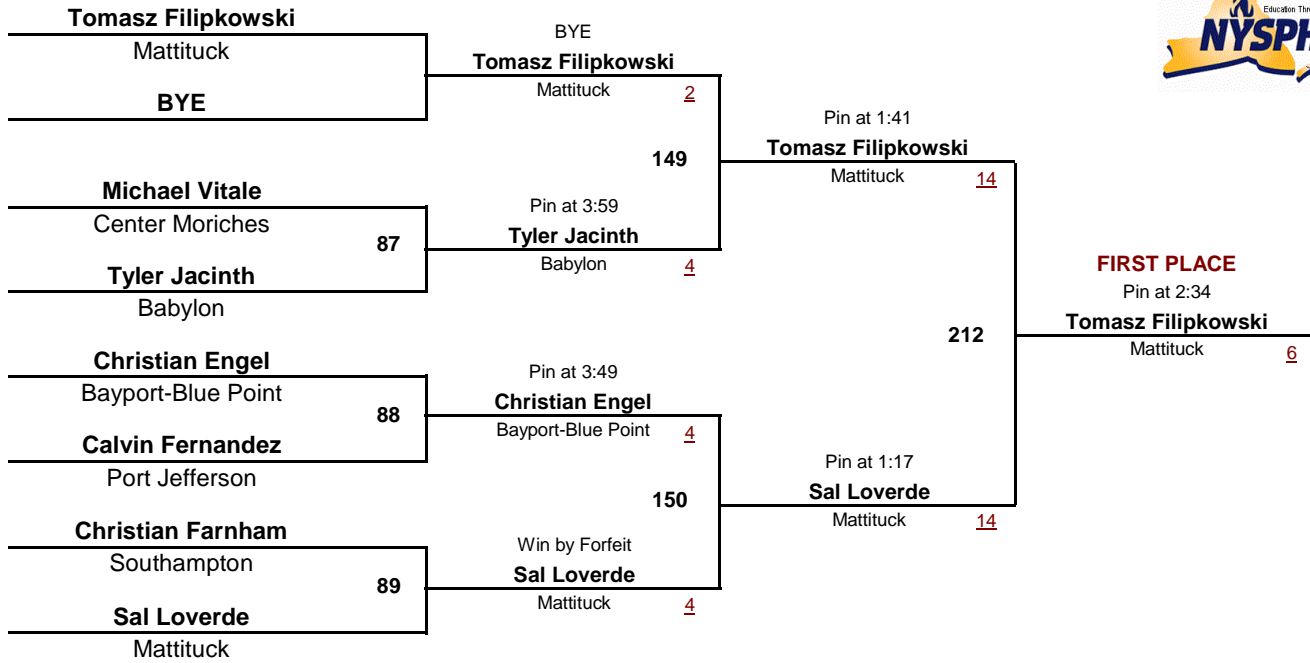 Tomasz Filipkowski
Mattituck
BYE
Michael Vitale
Center Moriches
87
Tyler Jacinth
Babylon
Christian Engel
Bayport-Blue Point
88
Calvin Fernandez
Port Jefferson
Christian Farnham
Southampton
89
Sal Loverde
Mattituck
BYE
Tomasz Filipkowski
Mattituck 2
149
Pin at 3:59
Tyler Jacinth
Babylon 4
Pin at 3:49
Christian Engel
Bayport-Blue Point 4
150
Win by Forfeit
Sal Loverde
Mattituck 4
Pin at 1:41
Tomasz Filipkowski
Mattituck 14
212
Pin at 1:17
Sal Loverde
Mattituck 14
Education Thr
NYSPH
FIRST PLACE
Pin at 2:34
Tomasz Filipkowski
Mattituck 6